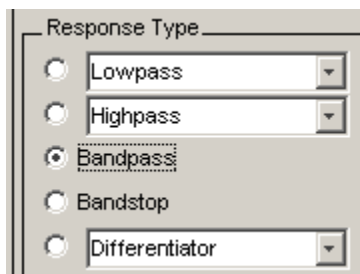 Response Type
Lowpass
Highpass
Bandpass
Bandstop
Differentiator